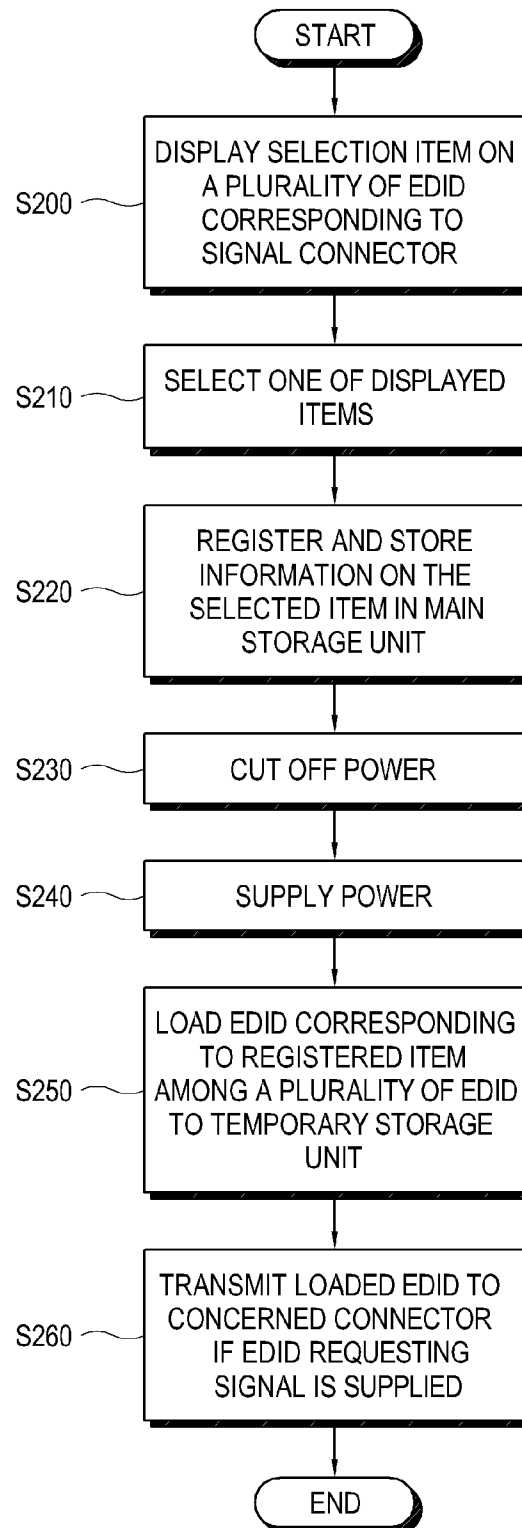 START
S200
DISPLAY SELECTION ITEM ON
A PLURALITY OF EDID
CORRESPONDING TO
SIGNAL CONNECTOR
S210
SELECT ONE OF DISPLAYED
ITEMS
S220
REGISTER AND STORE
INFORMATION ON THE
SELECTED ITEM IN MAIN
STORAGE UNIT
S230
CUT OFF POWER
S240
SUPPLY POWER
S250
LOAD EDID CORRESPONDING
TO REGISTERED ITEM
AMONG A PLURALITY OF EDID
TO TEMPORARY STORAGE
UNIT
S260
TRANSMIT LOADED EDID TO
CONCERNED CONNECTOR
IF EDID REQUESTING
SIGNAL IS SUPPLIED
END